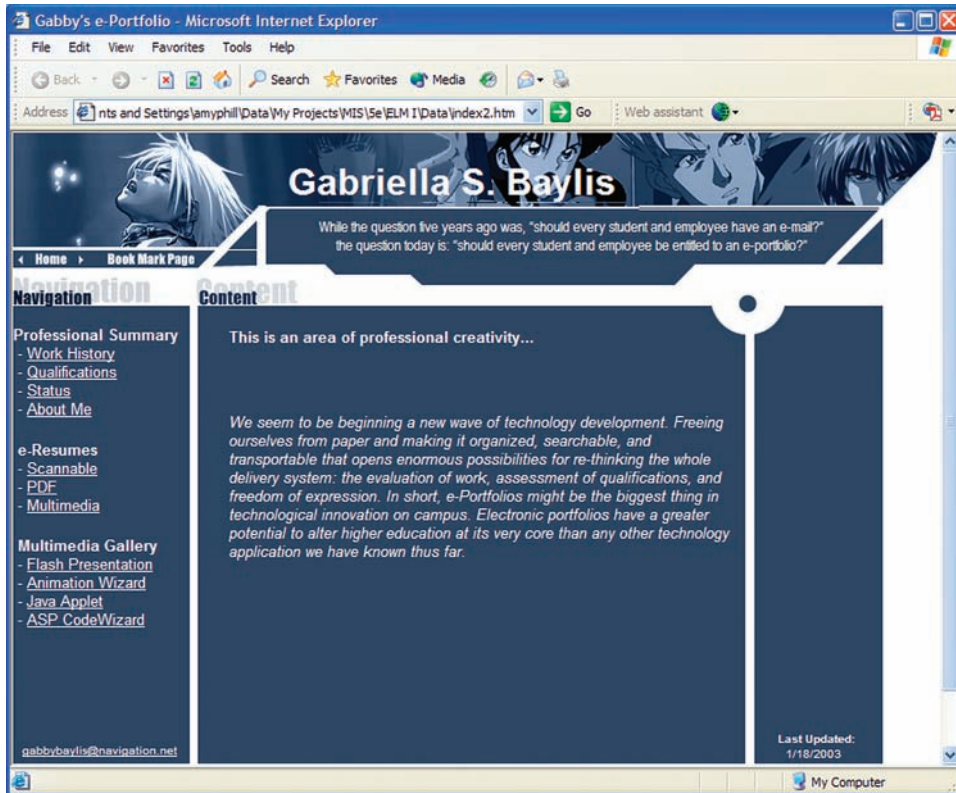 Gabby's e-Portfolio - Microsoft Internet Explorer
File Edit View Favorites Tools Help
Back Search Favorites Media
Address nts and Settings\amyphill\Data\My Projects\MIS\5e\ELM I\Data\index2.htm Go Web assistant
Gabriella S. Baylis
While the question five years ago was, "should every student and employee have an e-mail?"
the question today is: "should every student and employee be entitled to an e-portfolio?"
Home Book Mark Page
Navigation
Content
Professional Summary
- Work History
- Qualifications
- Status
- About Me
e-Resumes
- Scannable
- PDF
- Multimedia
Multimedia Gallery
- Flash Presentation
- Animation Wizard
- Java Applet
- ASP CodeWizard
gabbybaylis@navigation.net
This is an area of professional creativity...
We seem to be beginning a new wave of technology development. Freeing
ourselves from paper and making it organized, searchable, and
transportable that opens enormous possibilities for re-thinking the whole
delivery system: the evaluation of work, assessment of qualifications, and
freedom of expression. In short, e-Portfolios might be the biggest thing in
technological innovation on campus. Electronic portfolios have a greater
potential to alter higher education at its very core than any other technology
application we have known thus far.
Last Updated:
1/18/2003
My Computer